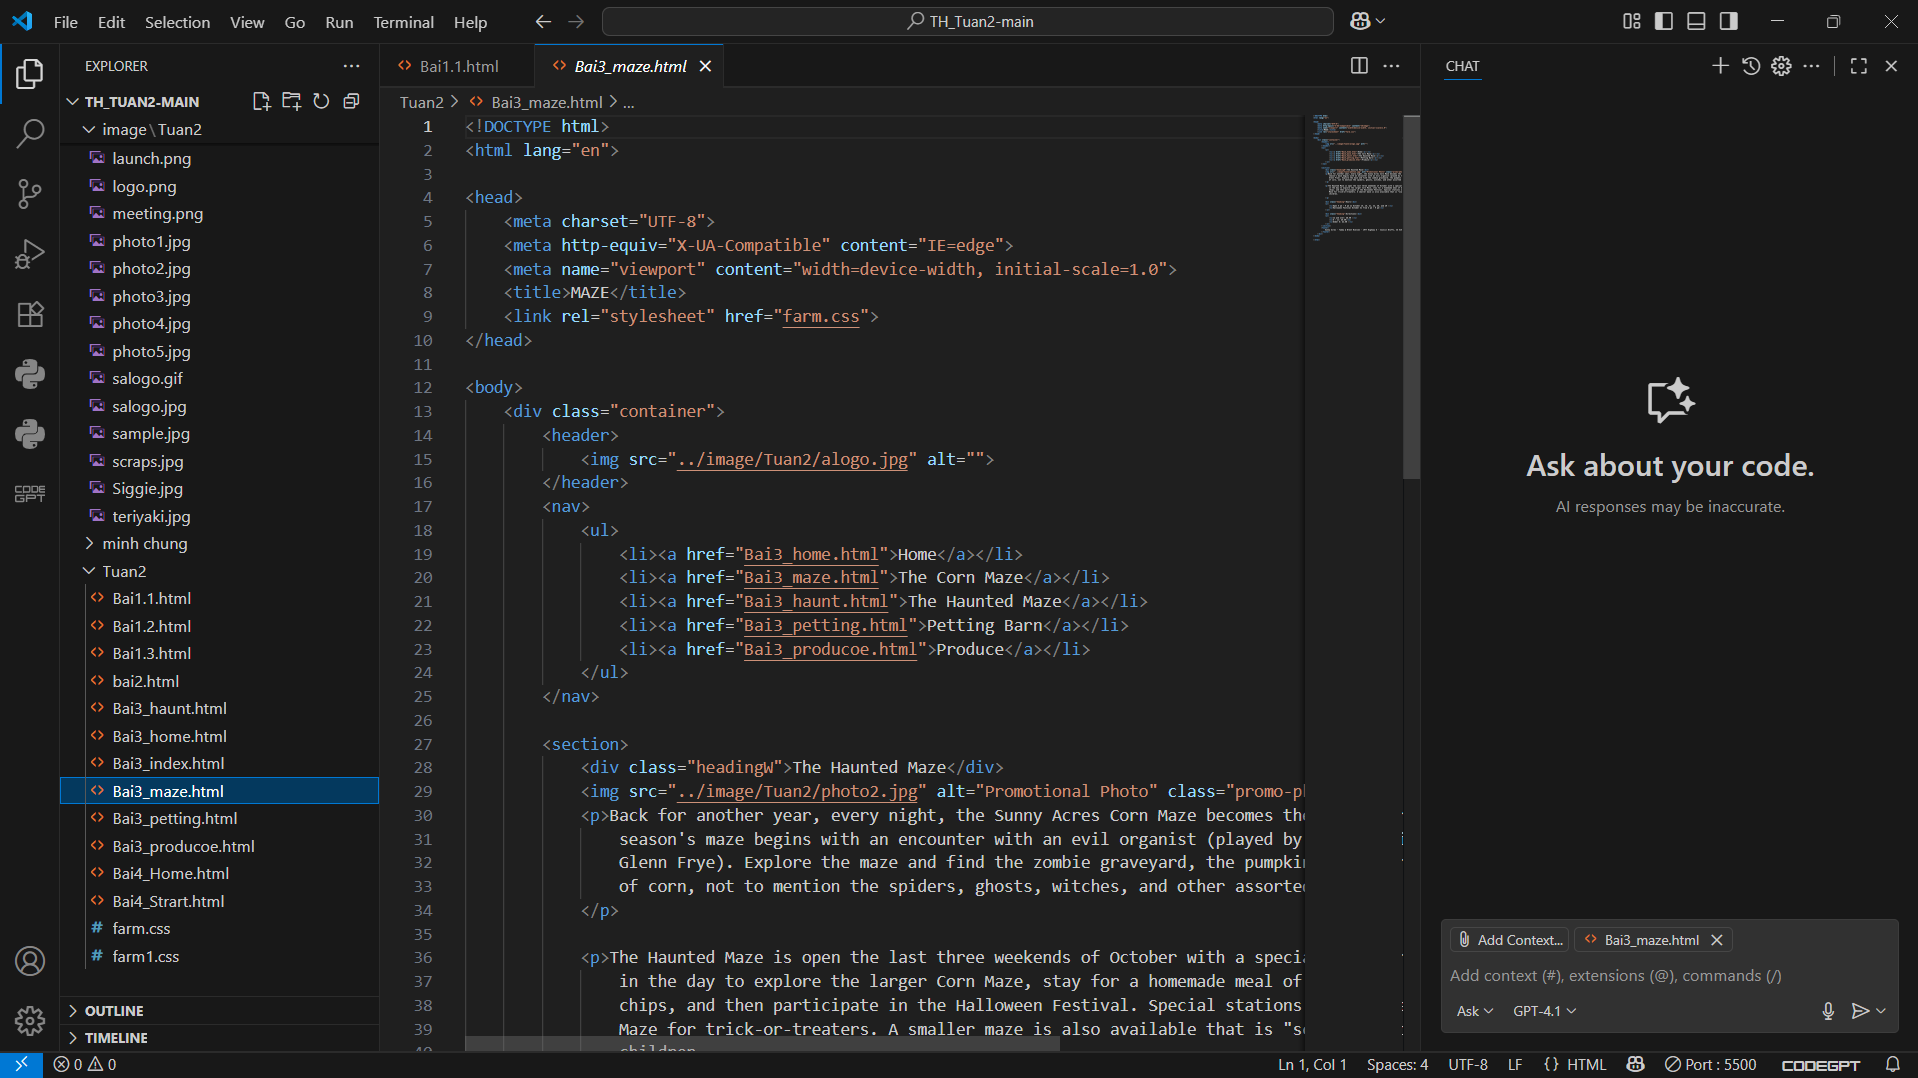 File Edit Selection View Go Run Terminal Help
TH_Tuan2-main
EXPLORER
TH_TUAN2-MAIN
image\Tuan2
launch.png
logo.png
meeting.png
photo1.jpg
photo2.jpg
photo3.jpg
photo4.jpg
photo5.jpg
salogo.gif
salogo.jpg
sample.jpg
scraps.jpg
Siggie.jpg
teriyaki.jpg
minh chung
Tuan2
Bai1.1.html
Bai1.2.html
Bai1.3.html
bai2.html
Bai3_haunt.html
Bai3_home.html
Bai3_index.html
Bai3_maze.html
Bai3_petting.html
Bai3_producoe.html
Bai4_Home.html
Bai4_Strart.html
# farm.css
# farm1.css
OUTLINE
TIMELINE
CODE
GPT
Bai1.1.html
Bai3_maze.html
Tuan2 > Bai3_maze.html > ...
1 <!DOCTYPE html>
2 <html lang="en">
3
4 <head>
5 <meta charset="UTF-8">
6 <meta http-equiv="X-UA-Compatible" content="IE=edge">
7 <meta name="viewport" content="width=device-width, initial-scale=1.0">
8 <title>MAZE</title>
9 <link rel="stylesheet" href="farm.css">
10 </head>
11
12 <body>
13 <div class="container">
14 <header>
15 <img src="../image/Tuan2/alogo.jpg" alt="">
16 </header>
17 <nav>
18 <ul>
19 <li><a href="Bai3_home.html">Home</a></li>
20 <li><a href="Bai3_maze.html">The Corn Maze</a></li>
21 <li><a href="Bai3_haunt.html">The Haunted Maze</a></li>
22 <li><a href="Bai3_petting.html">Petting Barn</a></li>
23 <li><a href="Bai3_producoe.html">Produce</a></li>
24 </ul>
25 </nav>
26
27 <section>
28 <div class="headingW">The Haunted Maze</div>
29 <img src="../image/Tuan2/photo2.jpg" alt="Promotional Photo" class="promo-p
30 <p>Back for another year, every night, the Sunny Acres Corn Maze becomes th
31 season's maze begins with an encounter with an evil organist (played by
32 Glenn Frye). Explore the maze and find the zombie graveyard, the pumpki
33 of corn, not to mention the spiders, ghosts, witches, and other assorte
34 </p>
35
36 <p>The Haunted Maze is open the last three weekends of October with a speci
37 in the day to explore the larger Corn Maze, stay for a homemade meal of
38 chips, and then participate in the Halloween Festival. Special stations
39 Maze for trick-or-treaters. A smaller maze is also available that is "s
CHAT
Ask about your code.
AI responses may be inaccurate.
Add Context...
Bai3_maze.html
Add context (#), extensions (@), commands (/)
Ask GPT-4.1
0 0 Ln 1, Col 1 Spaces: 4 UTF-8 LF {} HTML Port : 5500 CODEGPT